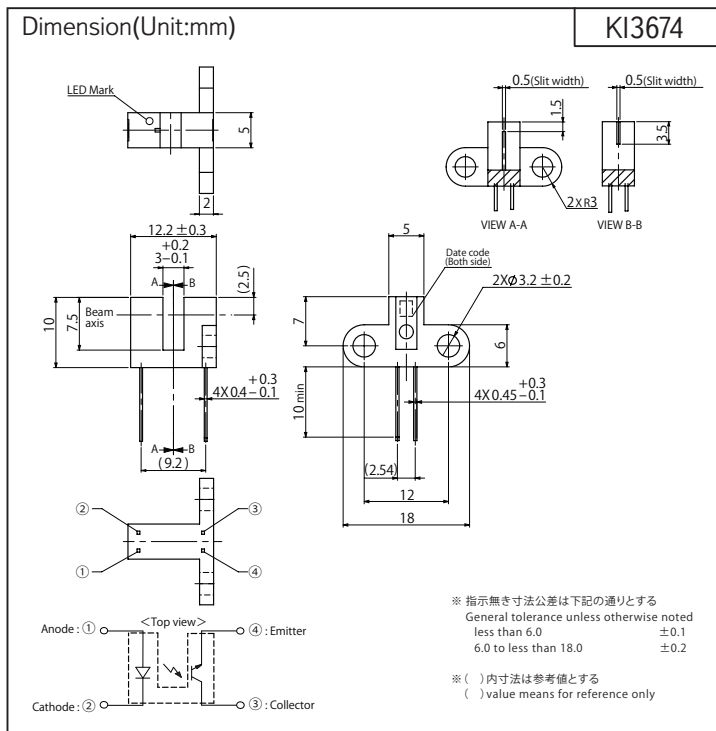 Dimension(Unit:mm)
KI3674
LED Mark
5
2
0.5(Slit width)
1.5
2XR3
VIEW A-A
0.5(Slit width)
3.5
VIEW B-B
12.2±0.3
+0.2
3-0.1
A B
(2.5)
Beam
axis
10
7.5
+0.3
4X0.4-0.1
A B
(9.2)
5
Date code
(Both side)
2Xφ3.2±0.2
7
6
10 min
+0.3
4X0.45-0.1
(2.54)
12
18
②
③
①
④
<Top view>
Anode : ①
④ : Emitter
Cathode : ②
③ : Collector
※ 指示無き寸法公差は下記の通りとする
General tolerance unless otherwise noted
less than 6.0 ±0.1
6.0 to less than 18.0 ±0.2
※( )内寸法は参考値とする
( ) value means for reference only